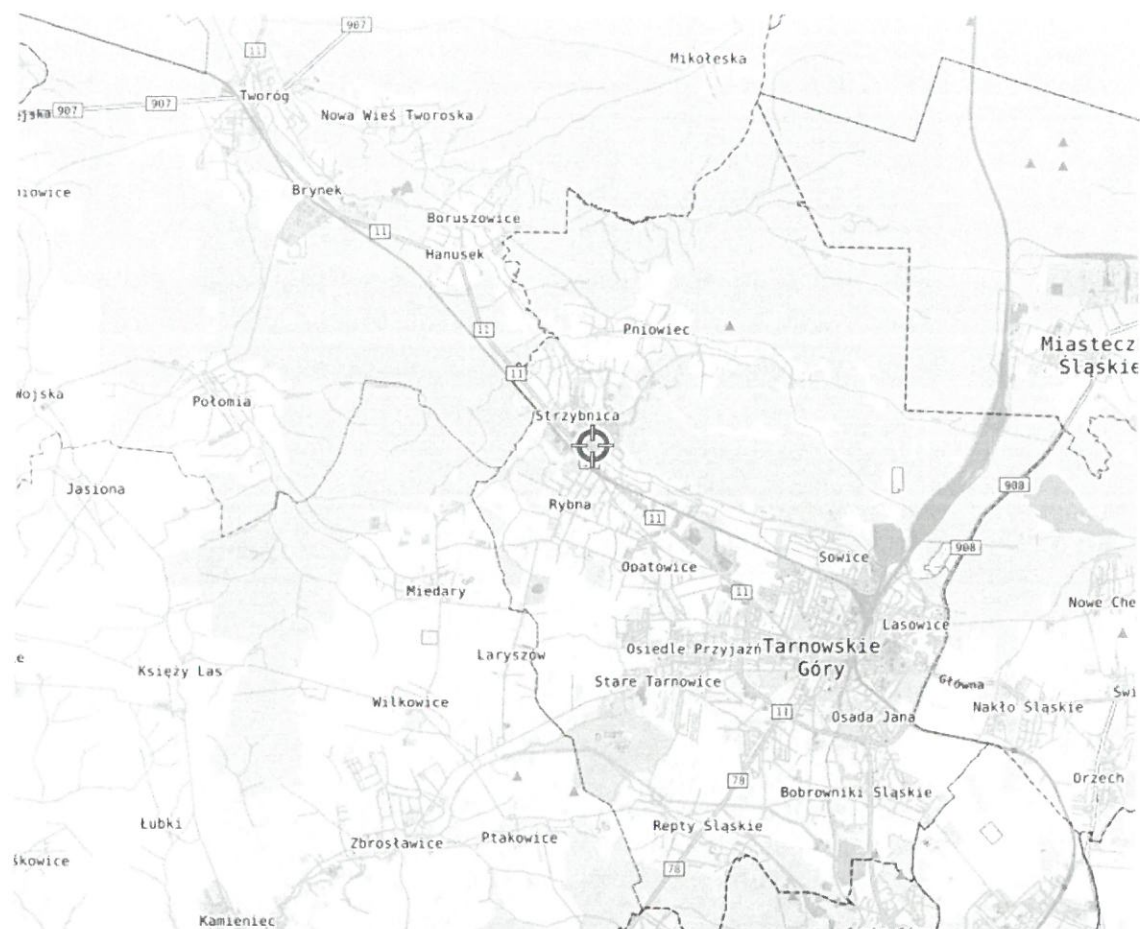 907
11
Mikołeska
Tworóg
907
907
Nowa Wieś Tworoska
Brynek
Boruszowice
11
Hanusek
11
Pniowiec
Miastecz
Śląskie
11
Wojska
Połomia
Strzybnica
Jasiona
908
Rybna
11
908
Sowice
Opatowice
Miedary
11
Nowe Che
Lasowice
Laryszów
Osiedle Przyjaźń
Tarnowskie
Góry
Księży Las
Stare Tarnowice
Główna
Świ
Wilkowice
Nakło Śląskie
11
Osada Jana
78
Orzech
Bobrowniki Śląskie
Łubki
Repty Śląskie
Ptakowice
Zbrosławice
śkowice
78
Kamieniec